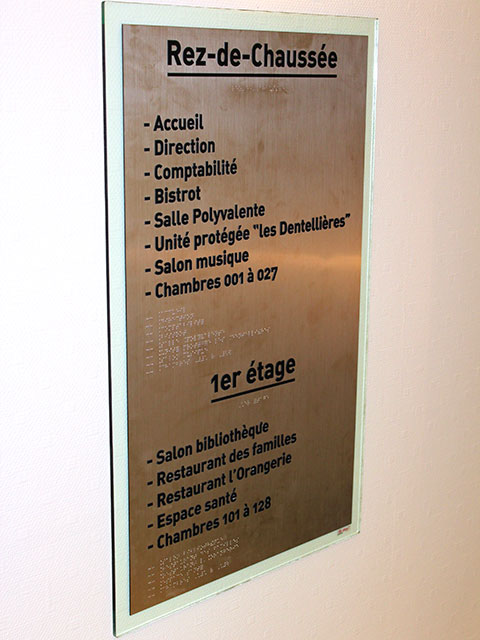 Rez-de-Chaussée
- Accueil
- Direction
- Comptabilité
- Bistrot
- Salle Polyvalente
- Unité protégée "les Dentellières"
- Salon musique
- Chambres 001 à 027
1er étage
- Salon bibliothèque
- Restaurant des familles
- Restaurant l'Orangerie
- Espace santé
- Chambres 101 à 128